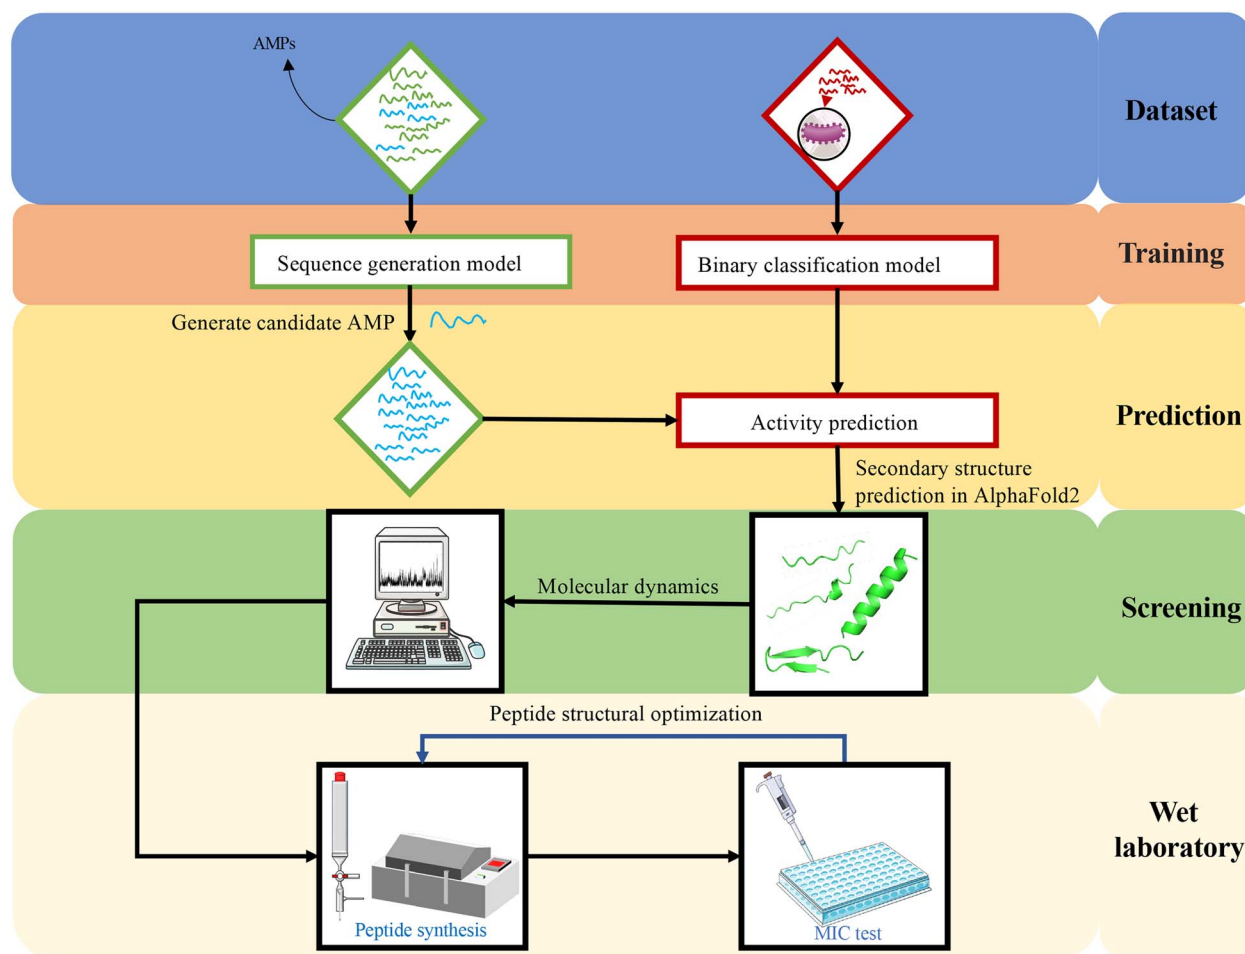 AMPs
Dataset
Sequence generation model
Binary classification model
Training
Generate candidate AMP
Activity prediction
Prediction
Secondary structure
prediction in AlphaFold2
Molecular dynamics
Screening
Peptide structural optimization
Wet
laboratory
Peptide synthesis
MIC test